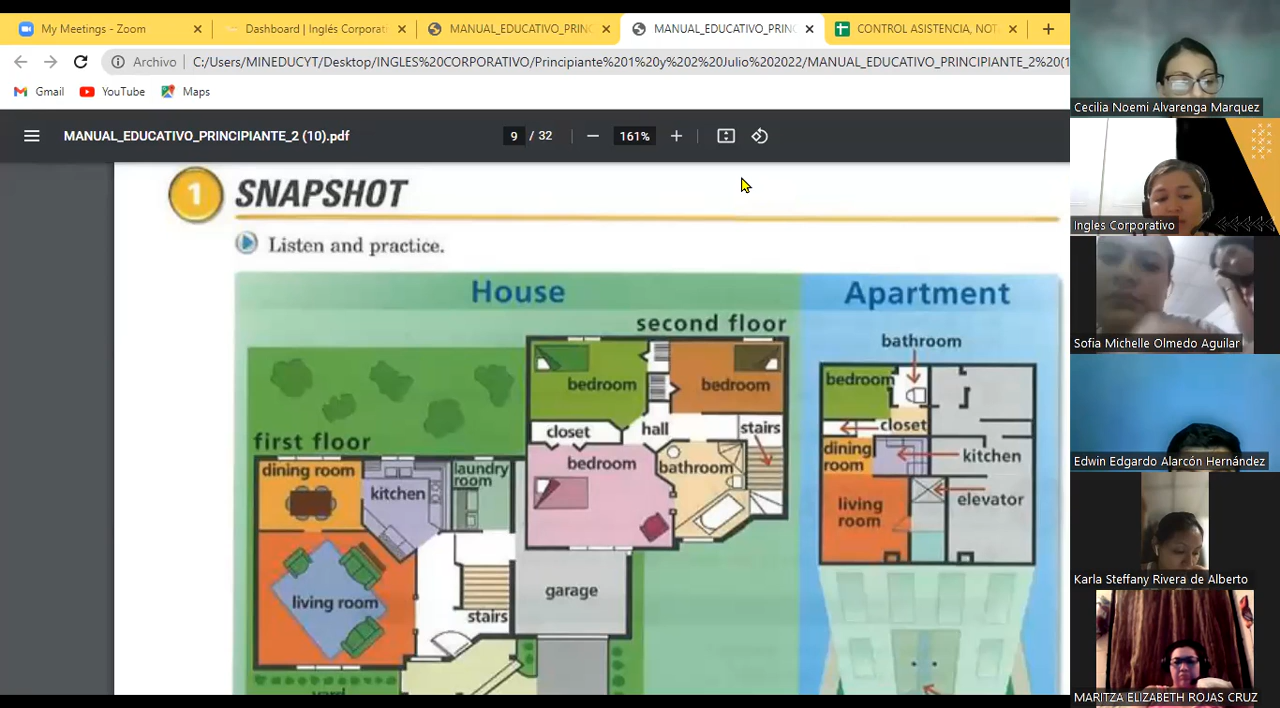 My Meetings - Zoom
Dashboard | Inglés Corporati
MANUAL_EDUCATIVO_PRINC
MANUAL_EDUCATIVO_PRINC
CONTROL ASISTENCIA, NOT
Archivo
C:/Users/MINEDUCYT/Desktop/INGLES%20CORPORATIVO/Principiante%201%20y%202%20Julio%202022/MANUAL_EDUCATIVO_PRINCIPIANTE_2%20(1
Gmail
YouTube
Maps
MANUAL_EDUCATIVO_PRINCIPIANTE_2 (10).pdf
9 / 32
161%
1 SNAPSHOT
Listen and practice.
House
second floor
bedroom
bedroom
closet
hall
stairs
bedroom
bathroom
first floor
dining room
kitchen
laundry
room
living room
stairs
garage
yard
Apartment
bathroom
bedroom
closet
dining
room
kitchen
living
room
elevator
Cecilia Noemi Alvarenga Marquez
Ingles Corporativo
Sofia Michelle Olmedo Aguilar
Edwin Edgardo Alarcón Hernández
Karla Steffany Rivera de Alberto
MARITZA ELIZABETH ROJAS CRUZ